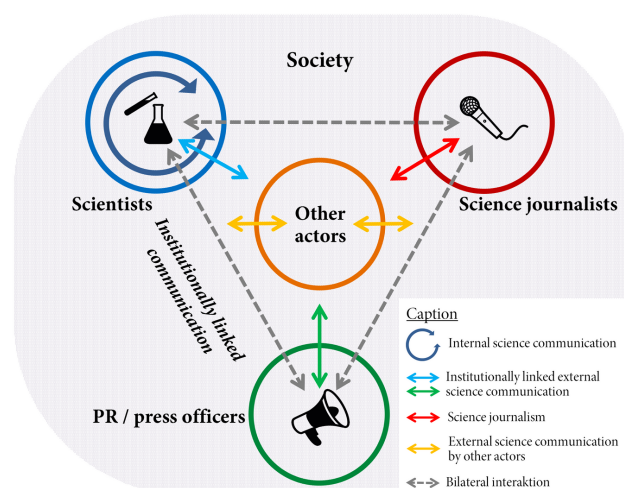 Society
Scientists
Science journalists
Other
actors
Institutionally linked
communication
PR / press officers
Caption
Internal science communication
Institutionally linked external
science communication
Science journalism
External science communication
by other actors
Bilateral interaktion